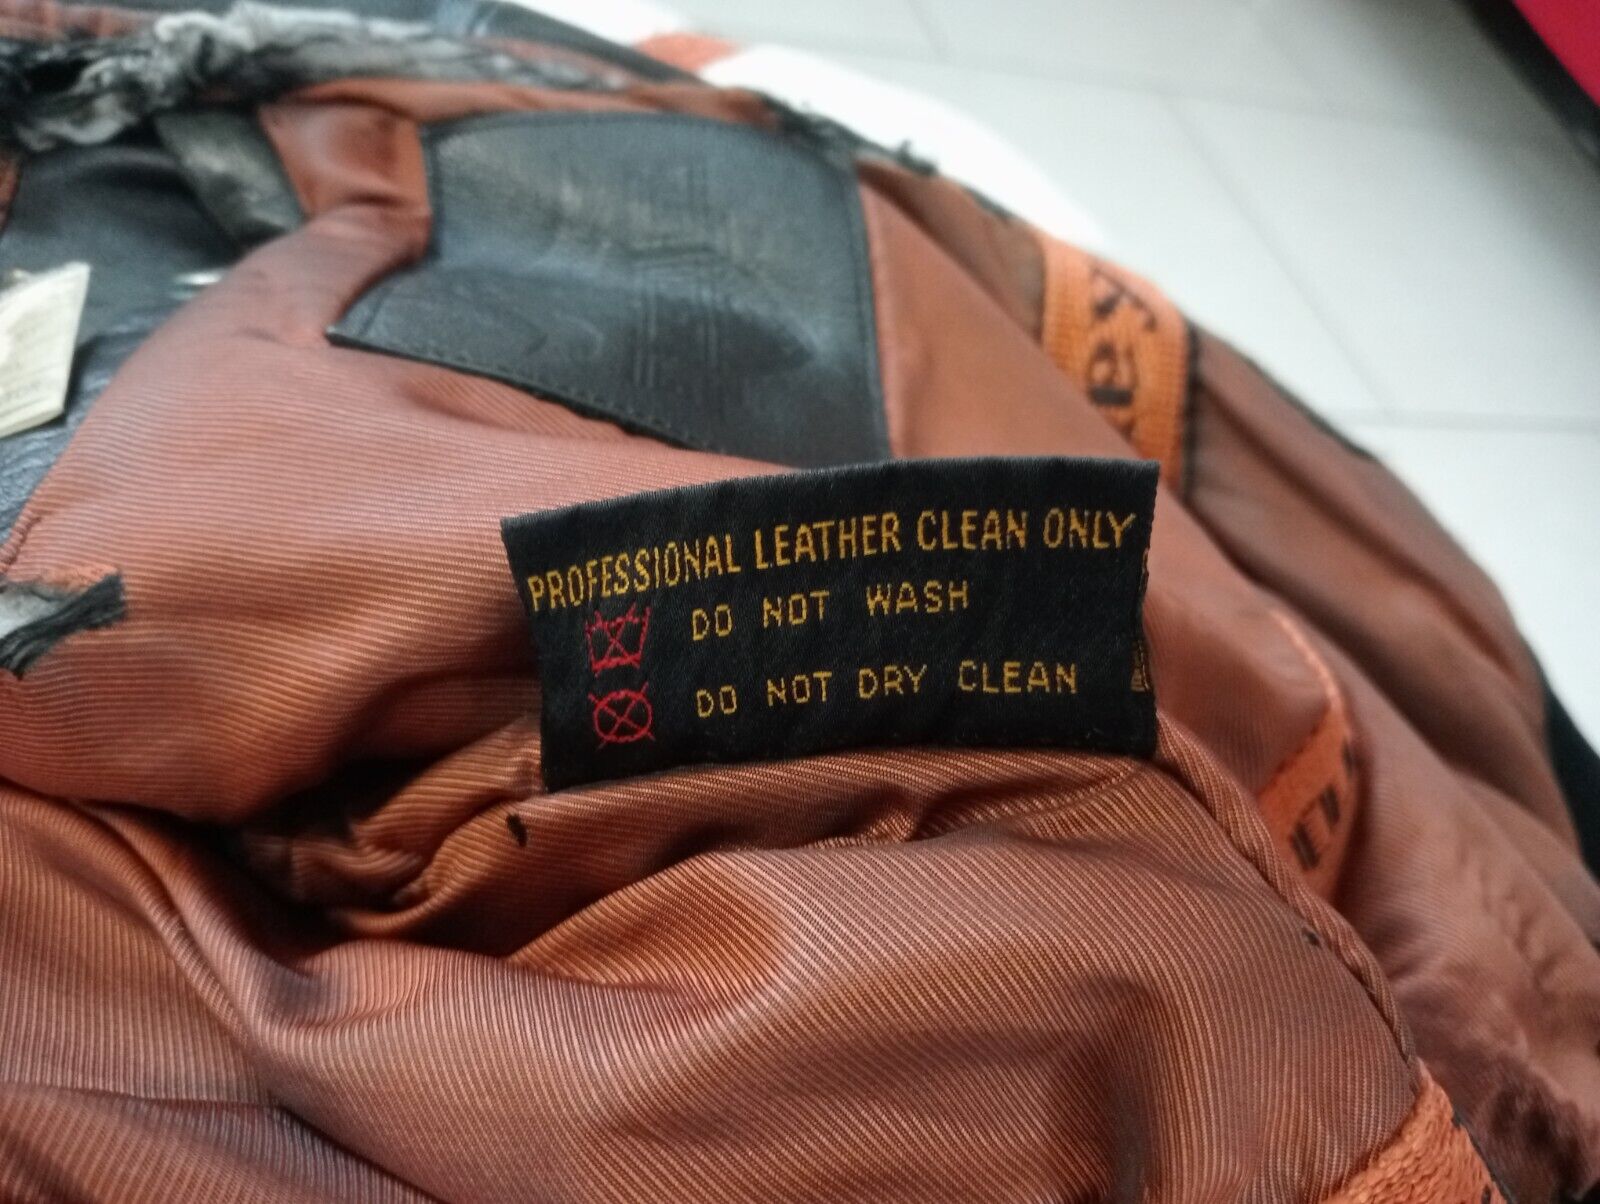 PROFESSIONAL LEATHER CLEAN ONLY
DO NOT WASH
DO NOT DRY CLEAN